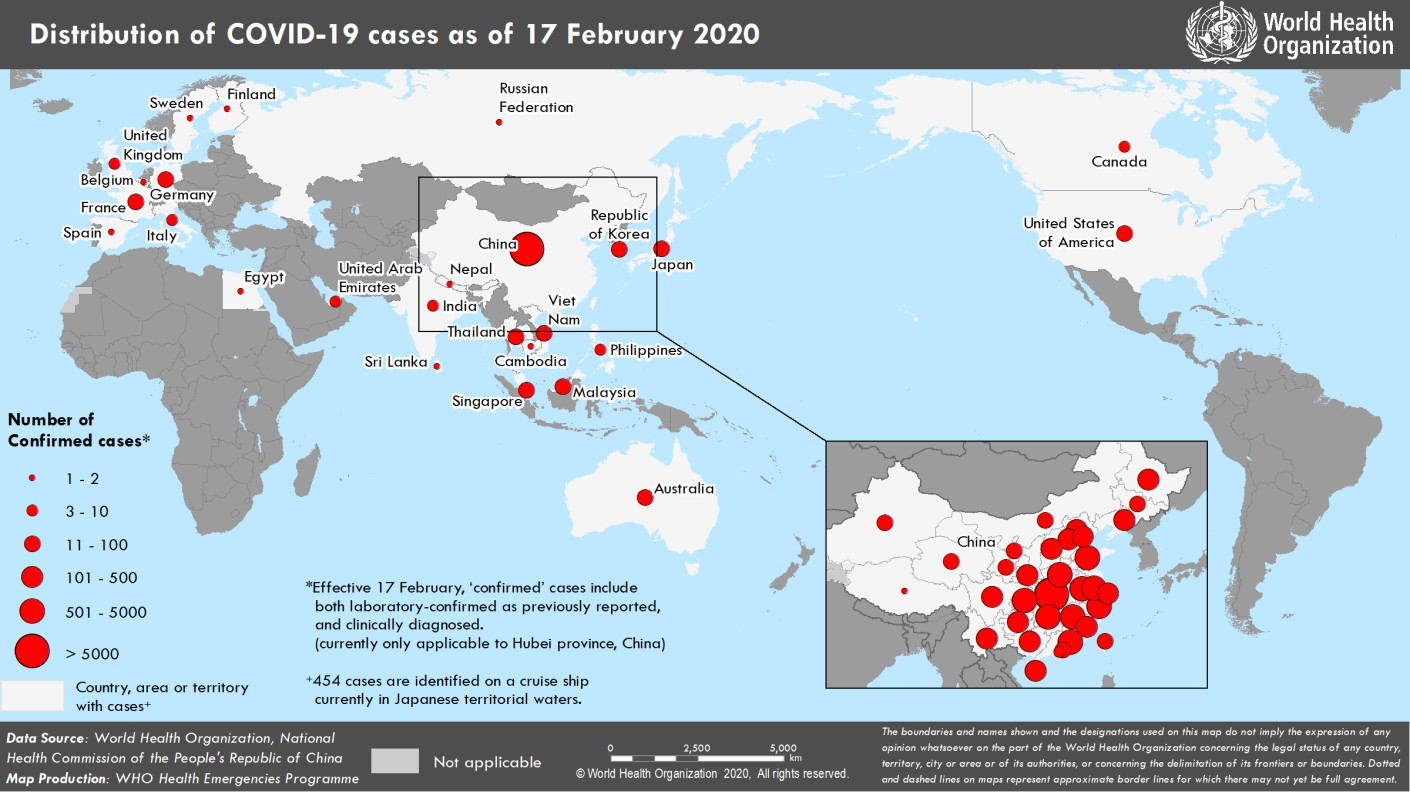 Distribution of COVID-19 cases as of 17 February 2020
World Health
Organization
Sweden
Finland
Russian
Federation
United
Kingdom
Belgium
Germany
France
Spain
Italy
Canada
United States
of America
Republic
of Korea
China
Japan
Egypt
United Arab
Emirates
Nepal
India
Viet
Nam
Thailand
Sri Lanka
Cambodia
Philippines
Singapore
Malaysia
Australia
China
Number of
Confirmed cases*
1 - 2
3 - 10
11 - 100
101 - 500
501 - 5000
> 5000
Country, area or territory
with cases+
*Effective 17 February, ‘confirmed’ cases include
both laboratory-confirmed as previously reported,
and clinically diagnosed.
(currently only applicable to Hubei province, China)
+454 cases are identified on a cruise ship
currently in Japanese territorial waters.
Data Source: World Health Organization, National
Health Commission of the People's Republic of China
Map Production: WHO Health Emergencies Programme
Not applicable
0 2,500 5,000
km
© World Health Organization 2020, All rights reserved.
The boundaries and names shown and the designations used on this map do not imply the expression of any
opinion whatsoever on the part of the World Health Organization concerning the legal status of any country,
territory, city or area or of its authorities, or concerning the delimitation of its frontiers or boundaries. Dotted
and dashed lines on maps represent approximate border lines for which there may not yet be full agreement.